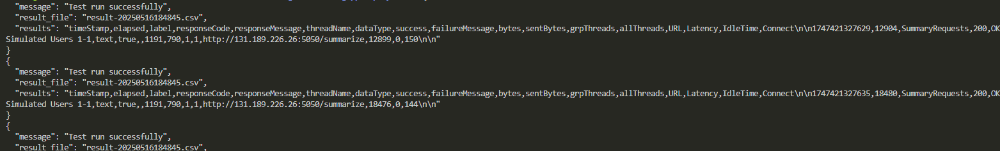 "message": "Test run successfully",
"result_file": "result-20250516184845.csv",
"results": "timeStamp,elapsed,label,responseCode,responseMessage,threadName,dataType,success,failureMessage,bytes,sentBytes,grpThreads,allThreads,URL,Latency,IdleTime,Connect\n\n1747421327629,12904,SummaryRequests,200,OK
Simulated Users 1-1,text,true,,1191,790,1,1,http://131.189.226.26:5050/summarize,12899,0,150\n\n"
}
{
"message": "Test run successfully",
"result_file": "result-20250516184845.csv",
"results": "timeStamp,elapsed,label,responseCode,responseMessage,threadName,dataType,success,failureMessage,bytes,sentBytes,grpThreads,allThreads,URL,Latency,IdleTime,Connect\n\n1747421327635,18480,SummaryRequests,200,OK
Simulated Users 1-1,text,true,,1191,790,1,1,http://131.189.226.26:5050/summarize,18476,0,144\n\n"
}
{
"message": "Test run successfully",
"result_file": "result-20250516184845.csv",